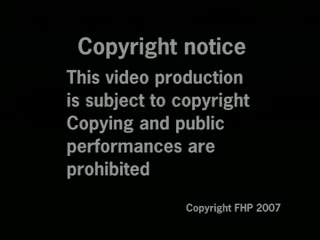 Copyright notice
This video production
is subject to copyright
Copying and public
performances are
prohibited
Copyright FHP 2007